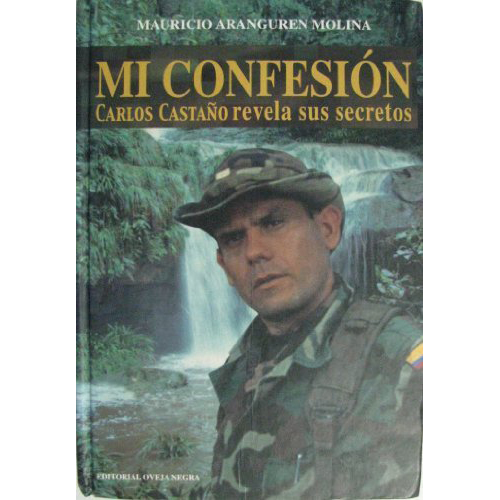 MAURICIO ARANGUREN MOLINA
MI CONFESIÓN
CARLOS CASTAÑO revela sus secretos
EDITORIAL OVEJA NEGRA